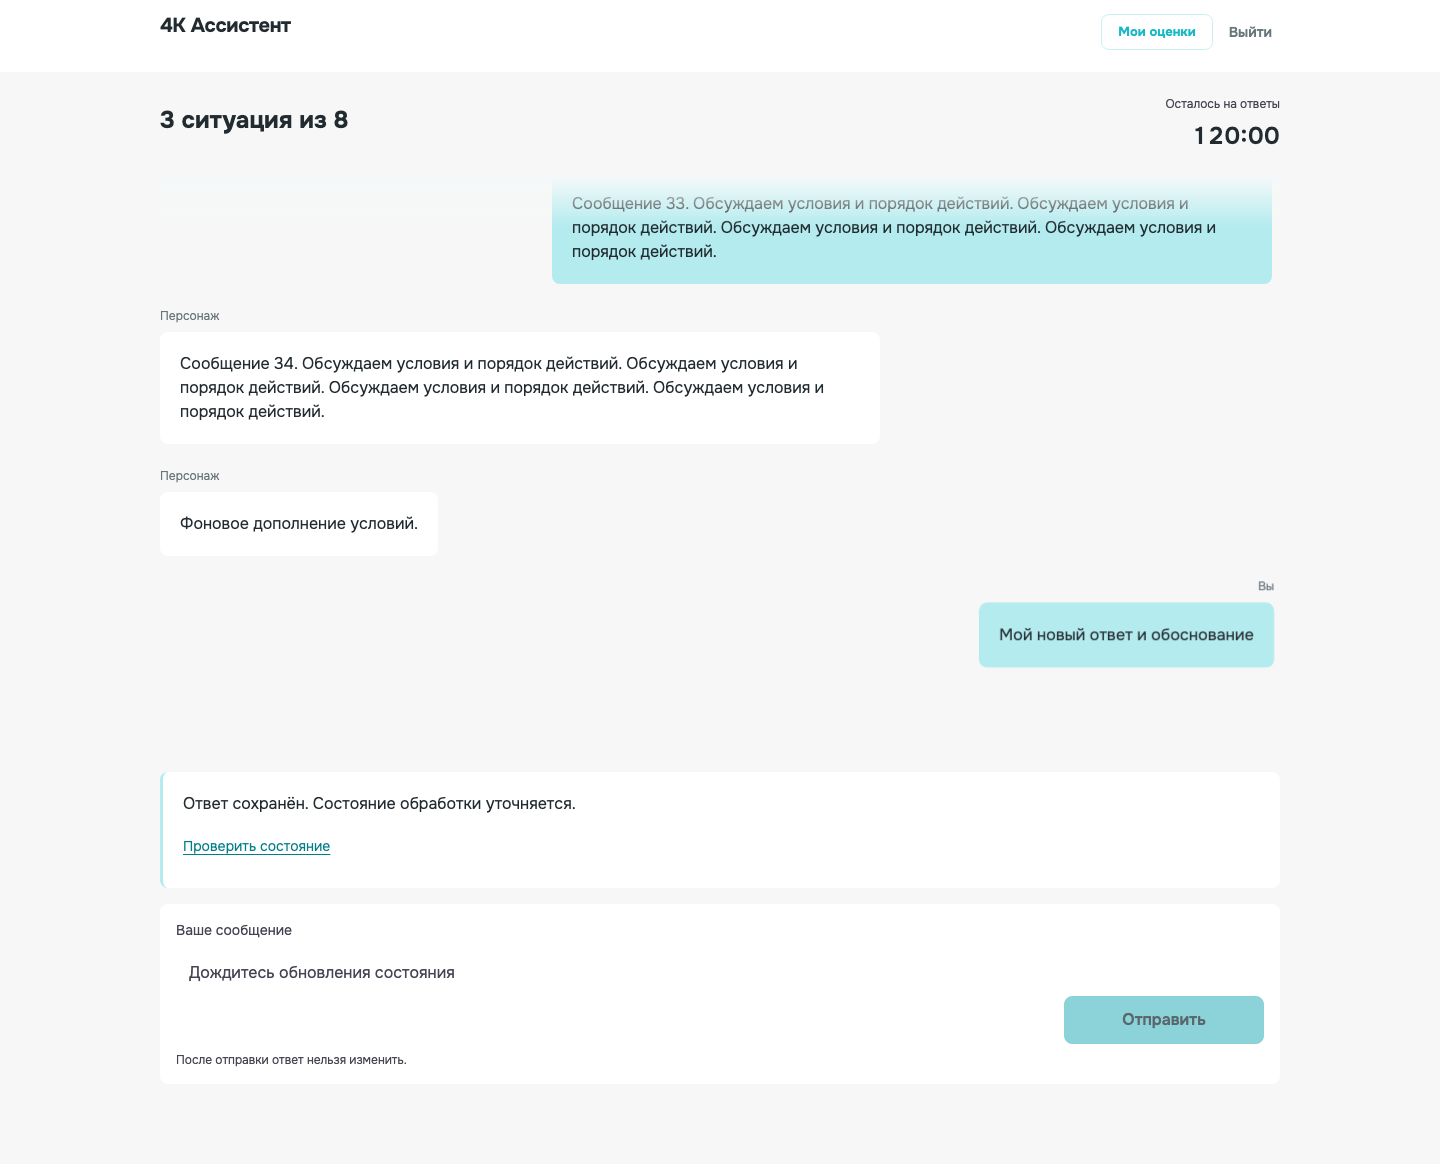 4К Ассистент
Мои оценки
Выйти
3 ситуация из 8
Осталось на ответы
120:00
Сообщение 33. Обсуждаем условия и порядок действий. Обсуждаем условия и
порядок действий. Обсуждаем условия и порядок действий. Обсуждаем условия и
порядок действий.
Персонаж
Сообщение 34. Обсуждаем условия и порядок действий. Обсуждаем условия и
порядок действий. Обсуждаем условия и порядок действий. Обсуждаем условия и
порядок действий.
Персонаж
Фоновое дополнение условий.
Вы
Мой новый ответ и обоснование
Ответ сохранён. Состояние обработки уточняется.
Проверить состояние
Ваше сообщение
Дождитесь обновления состояния
Отправить
После отправки ответ нельзя изменить.